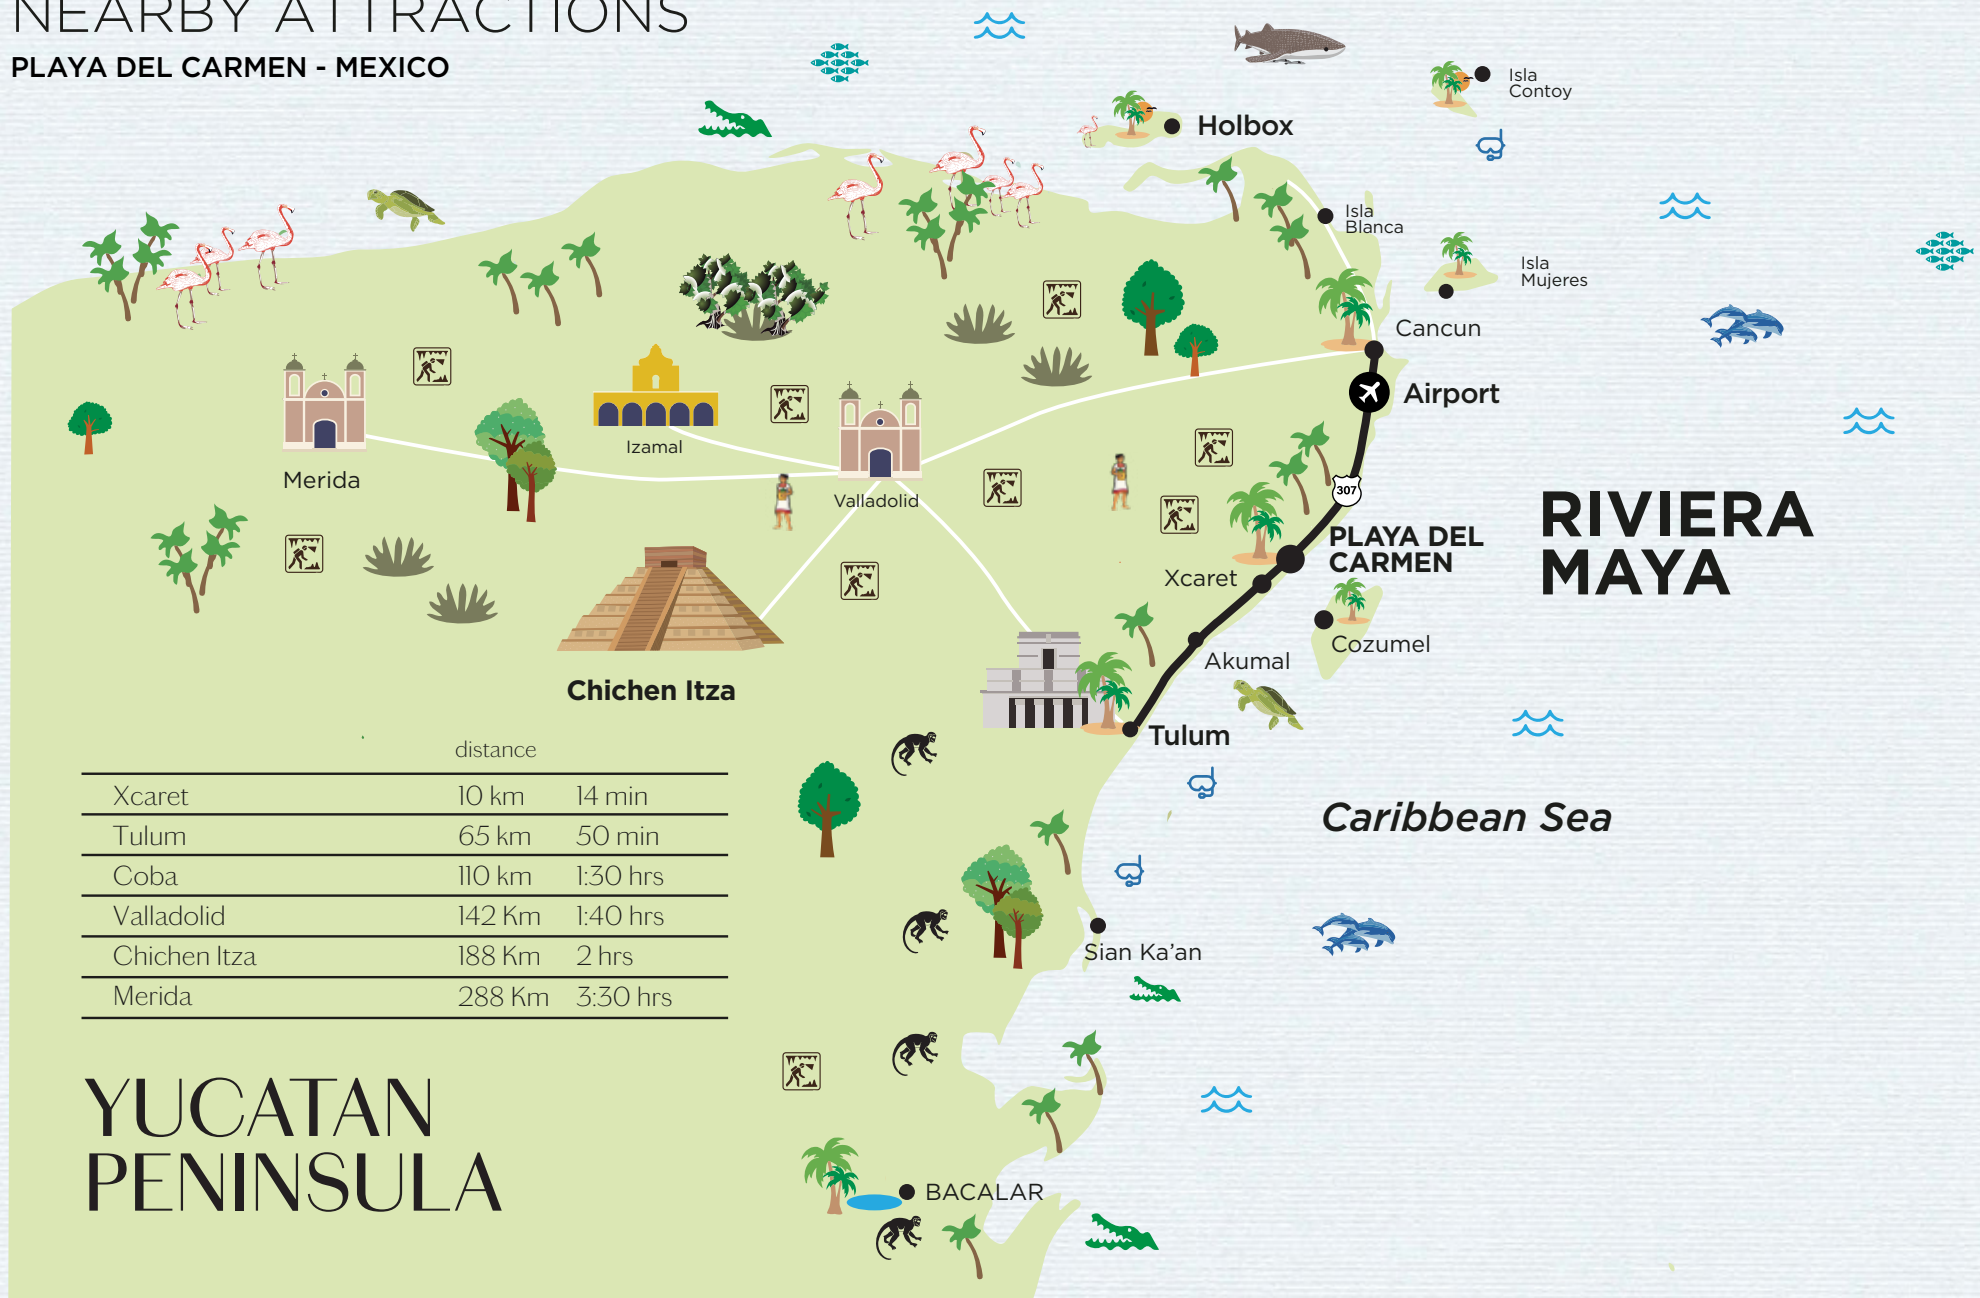 NEARBY ATTRACTIONS
PLAYA DEL CARMEN - MEXICO
Isla
Contoy
Holbox
Isla
Blanca
Isla
Mujeres
Cancun
Airport
Izamal
Merida
Valladolid
307
RIVIERA
MAYA
PLAYA DEL
CARMEN
Xcaret
Cozumel
Akumal
Chichen Itza
Tulum
Caribbean Sea
distance
Xcaret 10 km 14 min
Tulum 65 km 50 min
Coba 110 km 1:30 hrs
Valladolid 142 Km 1:40 hrs
Chichen Itza 188 Km 2 hrs
Merida 288 Km 3:30 hrs
Sian Ka'an
YUCATAN
PENINSULA
BACALAR